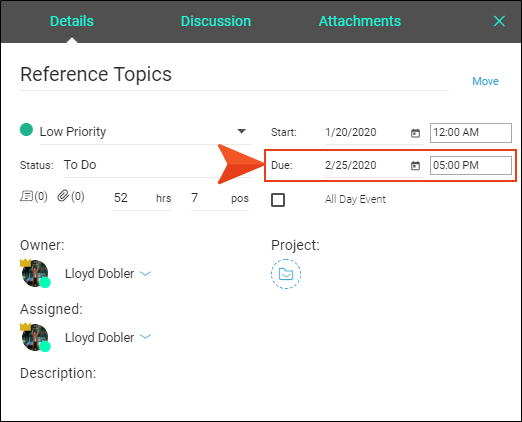 Details Discussion Attachments
Reference Topics
Move
Low Priority
Start: 1/20/2020 12:00 AM
Status: To Do
Due: 2/25/2020 05:00 PM
(0) (0) 52 hrs 7 pos
All Day Event
Owner:
Project:
Lloyd Dobler
Assigned:
Lloyd Dobler
Description: